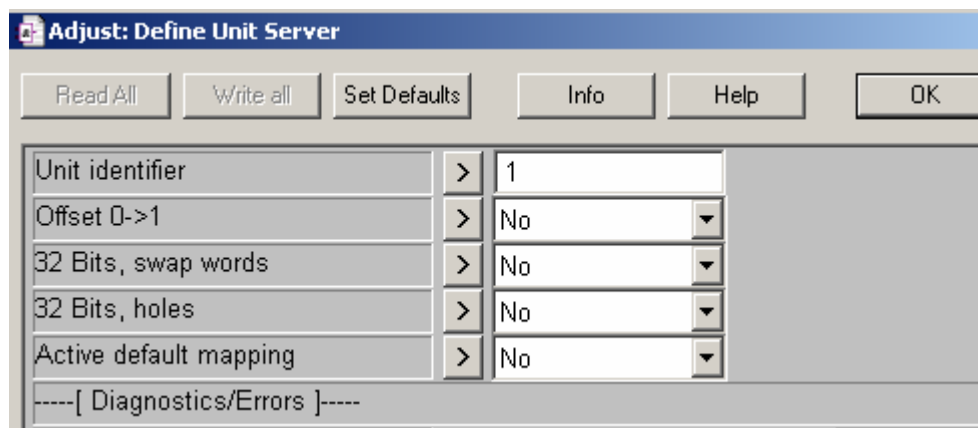 Adjust: Define Unit Server
Read All Write all Set Defaults Info Help OK
Unit identifier > 1
Offset 0->1 > No
32 Bits, swap words > No
32 Bits, holes > No
Active default mapping > No
-----[ Diagnostics/Errors ]-----